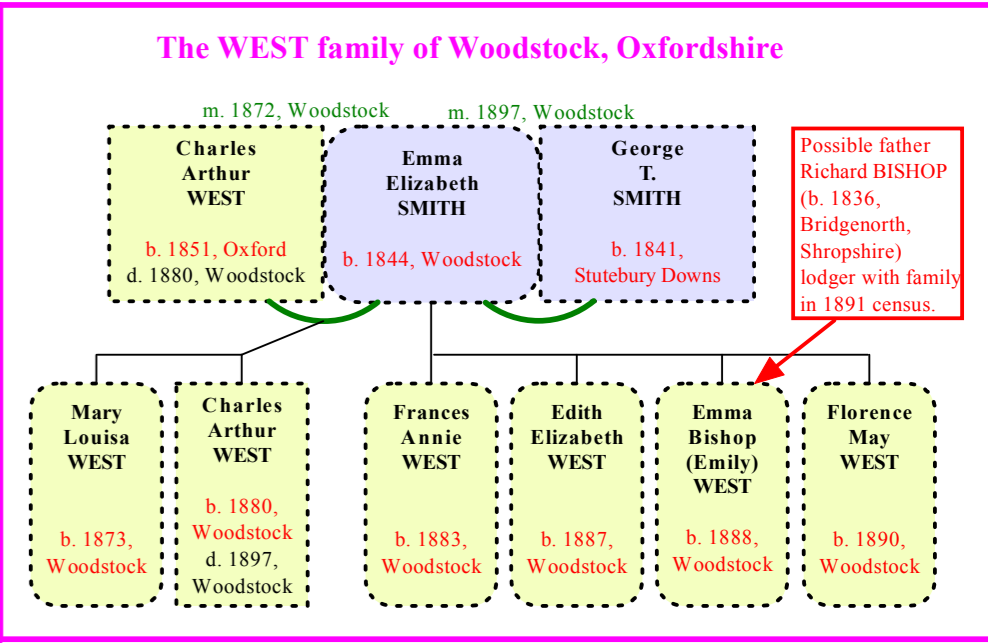 The WEST family of Woodstock, Oxfordshire
m. 1872, Woodstock
m. 1897, Woodstock
Charles
Arthur
WEST
b. 1851, Oxford
d. 1880, Woodstock
Emma
Elizabeth
SMITH
b. 1844, Woodstock
George
T.
SMITH
b. 1841,
Stutebury Downs
Possible father
Richard BISHOP
(b. 1836,
Bridgenorth,
Shropshire)
lodger with family
in 1891 census.
Mary
Louisa
WEST
b. 1873,
Woodstock
Charles
Arthur
WEST
b. 1880,
Woodstock
d. 1897,
Woodstock
Frances
Annie
WEST
b. 1883,
Woodstock
Edith
Elizabeth
WEST
b. 1887,
Woodstock
Emma
Bishop
(Emily)
WEST
b. 1888,
Woodstock
Florence
May
WEST
b. 1890,
Woodstock